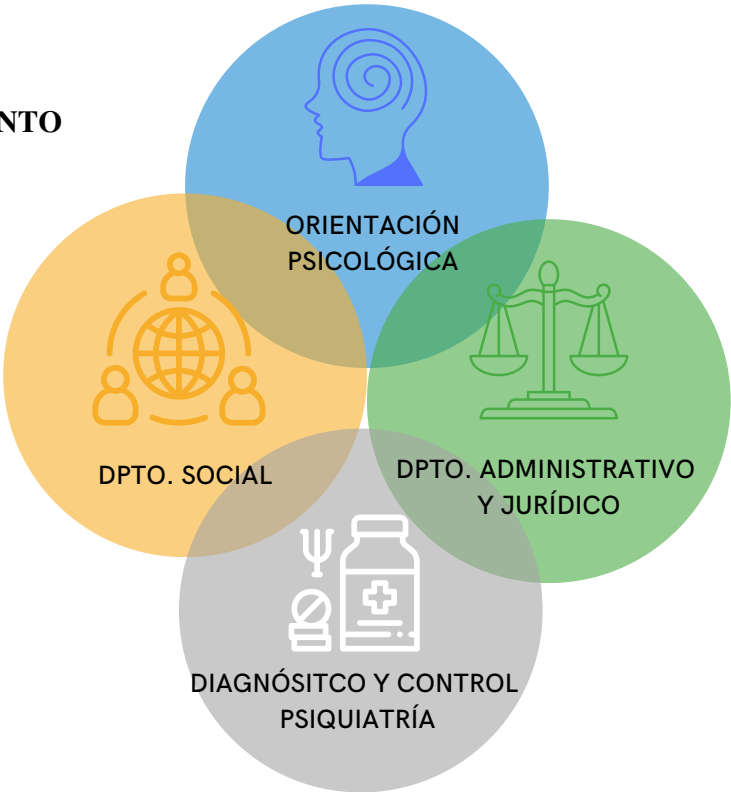 NTO
ORIENTACIÓN
PSICOLÓGICA
DPTO. SOCIAL
DPTO. ADMINISTRATIVO
Y JURÍDICO
DIAGNÓSITCO Y CONTROL
PSIQUIATRÍA